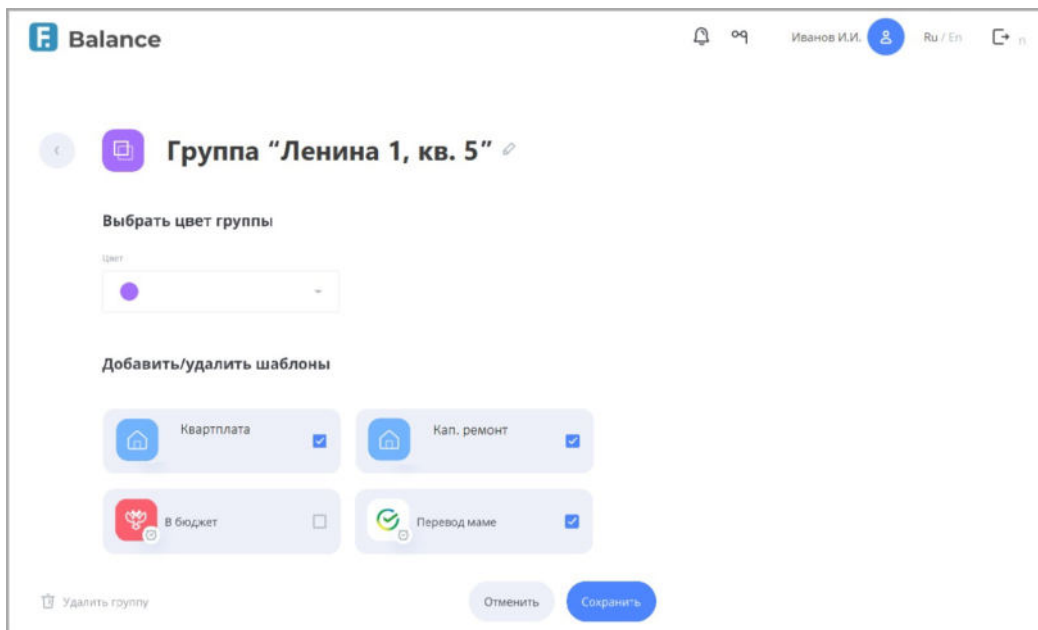 F. Balance
Иванов И.И.
Ru / En
п
Группа “Ленина 1, кв. 5”
Выбрать цвет группы
Цвет
Добавить/удалить шаблоны
Квартплата
Кап. ремонт
В бюджет
Перевод маме
Удалить группу
Отменить
Сохранить